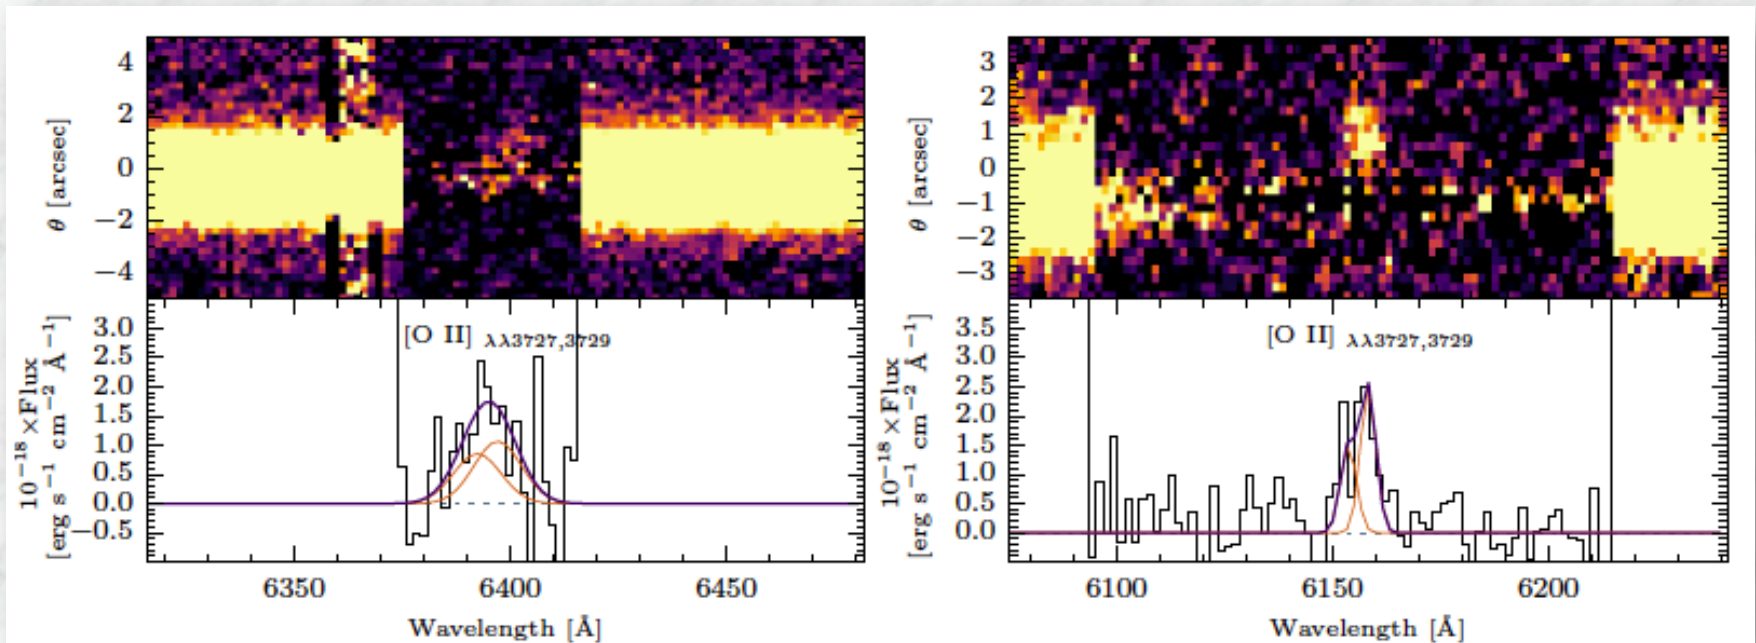 4
2
0
−2
−4
θ [arcsec]
3
2
1
0
−1
−2
−3
θ [arcsec]
[O II] λλ3727,3729
3.0
2.5
2.0
1.5
1.0
0.5
0.0
−0.5
10⁻¹⁸×Flux
[erg s⁻¹ cm⁻² Å⁻¹]
6350 6400 6450
Wavelength [Å]
[O II] λλ3727,3729
3.5
3.0
2.5
2.0
1.5
1.0
0.5
0.0
10⁻¹⁸×Flux
[erg s⁻¹ cm⁻² Å⁻¹]
6100 6150 6200
Wavelength [Å]